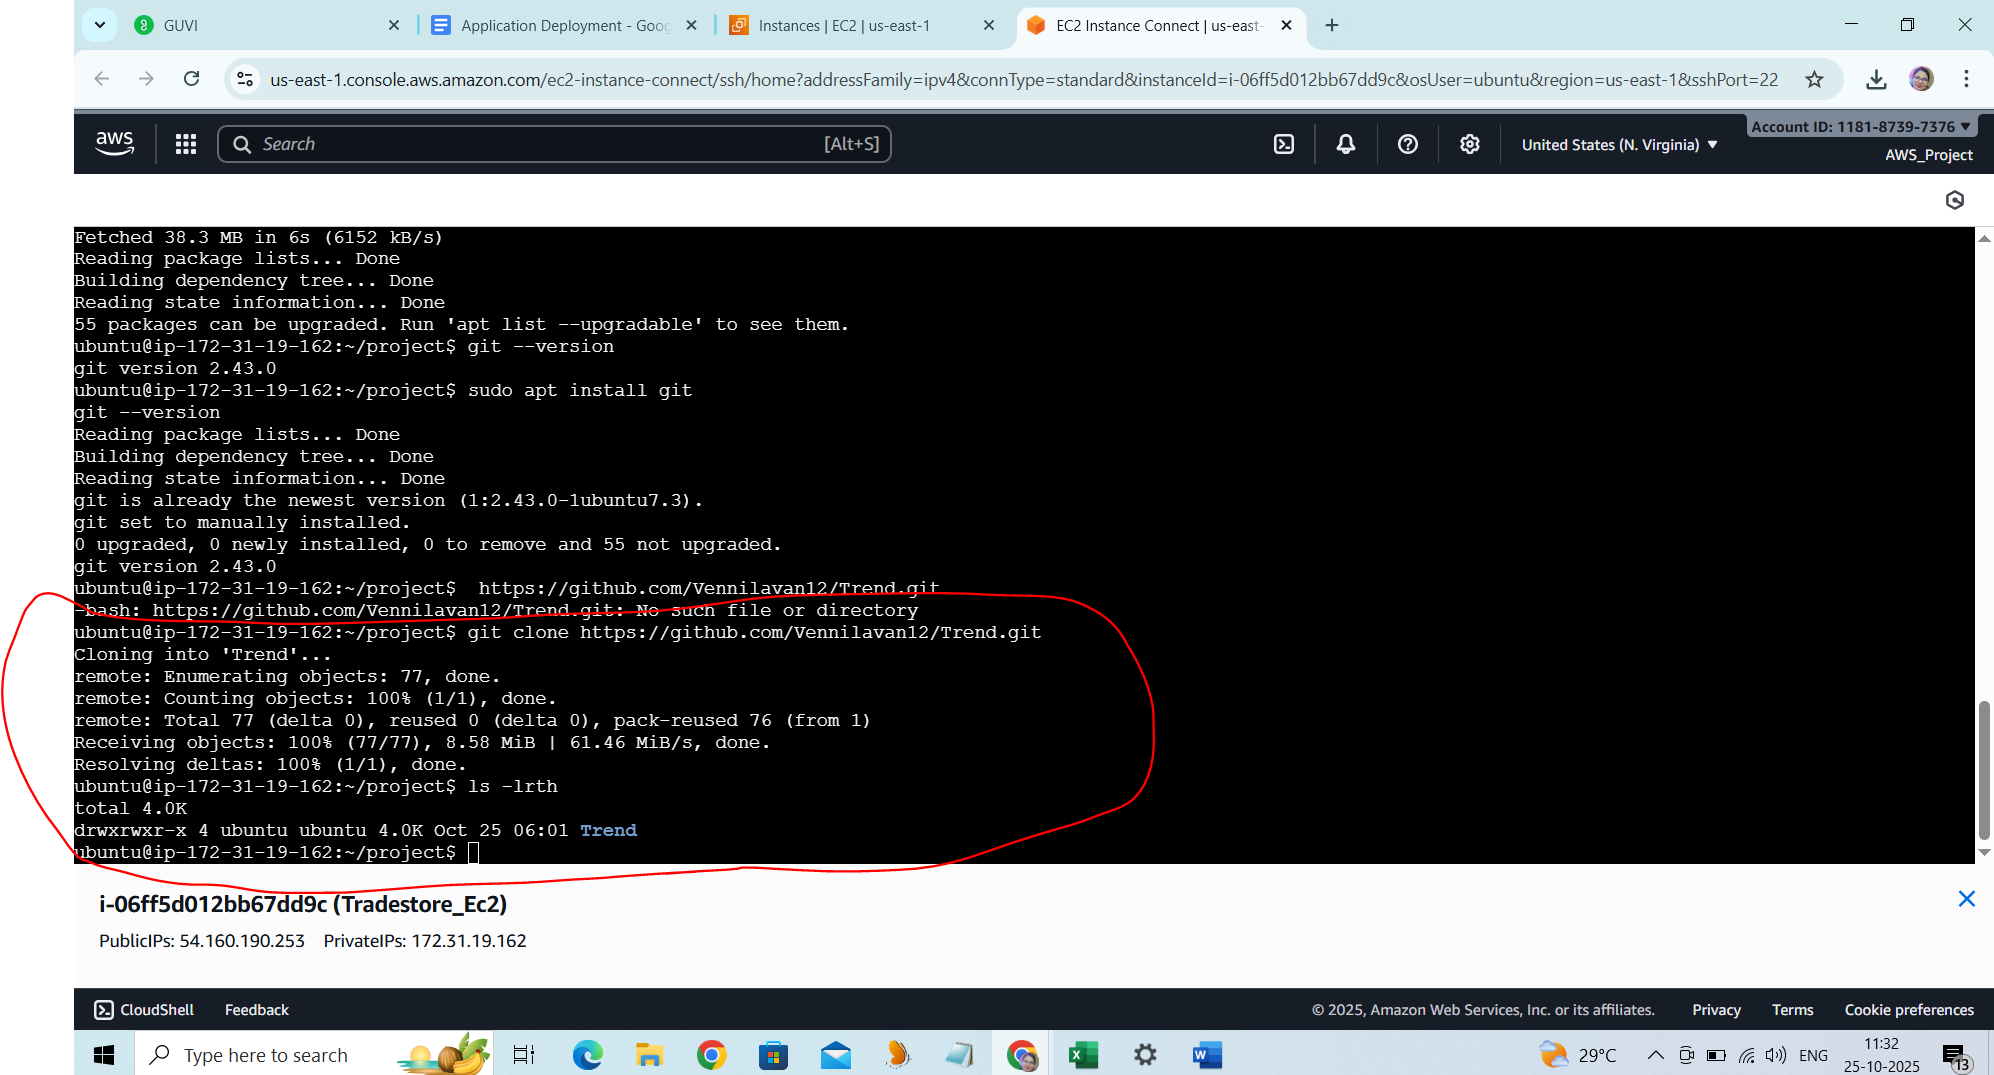 GUVI
Application Deployment - Goog
Instances | EC2 | us-east-1
EC2 Instance Connect | us-east-
us-east-1.console.aws.amazon.com/ec2-instance-connect/ssh/home?addressFamily=ipv4&connType=standard&instanceId=i-06ff5d012bb67dd9c&osUser=ubuntu&region=us-east-1&sshPort=22
aws
Search
[Alt+S]
United States (N. Virginia)
Account ID: 1181-8739-7376
AWS_Project
Fetched 38.3 MB in 6s (6152 kB/s)
Reading package lists... Done
Building dependency tree... Done
Reading state information... Done
55 packages can be upgraded. Run 'apt list --upgradable' to see them.
ubuntu@ip-172-31-19-162:~/project$ git --version
git version 2.43.0
ubuntu@ip-172-31-19-162:~/project$ sudo apt install git
git --version
Reading package lists... Done
Building dependency tree... Done
Reading state information... Done
git is already the newest version (1:2.43.0-1ubuntu7.3).
git set to manually installed.
0 upgraded, 0 newly installed, 0 to remove and 55 not upgraded.
git version 2.43.0
ubuntu@ip-172-31-19-162:~/project$  https://github.com/Vennilavan12/Trend.git
-bash: https://github.com/Vennilavan12/Trend.git: No such file or directory
ubuntu@ip-172-31-19-162:~/project$ git clone https://github.com/Vennilavan12/Trend.git
Cloning into 'Trend'...
remote: Enumerating objects: 77, done.
remote: Counting objects: 100% (1/1), done.
remote: Total 77 (delta 0), reused 0 (delta 0), pack-reused 76 (from 1)
Receiving objects: 100% (77/77), 8.58 MiB | 61.46 MiB/s, done.
Resolving deltas: 100% (1/1), done.
ubuntu@ip-172-31-19-162:~/project$ ls -lrth
total 4.0K
drwxrwxr-x 4 ubuntu ubuntu 4.0K Oct 25 06:01 Trend
ubuntu@ip-172-31-19-162:~/project$
i-06ff5d012bb67dd9c (Tradestore_Ec2)
PublicIPs: 54.160.190.253 PrivateIPs: 172.31.19.162
CloudShell
Feedback
© 2025, Amazon Web Services, Inc. or its affiliates.
Privacy
Terms
Cookie preferences
Type here to search
29°C
ENG
11:32
25-10-2025
13